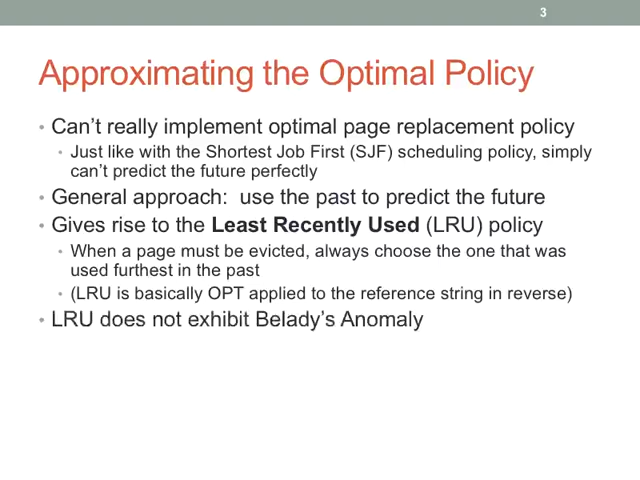 3
Approximating the Optimal Policy
• Can't really implement optimal page replacement policy
• Just like with the Shortest Job First (SJF) scheduling policy, simply
can't predict the future perfectly
• General approach:  use the past to predict the future
• Gives rise to the Least Recently Used (LRU) policy
• When a page must be evicted, always choose the one that was
used furthest in the past
• (LRU is basically OPT applied to the reference string in reverse)
• LRU does not exhibit Belady's Anomaly